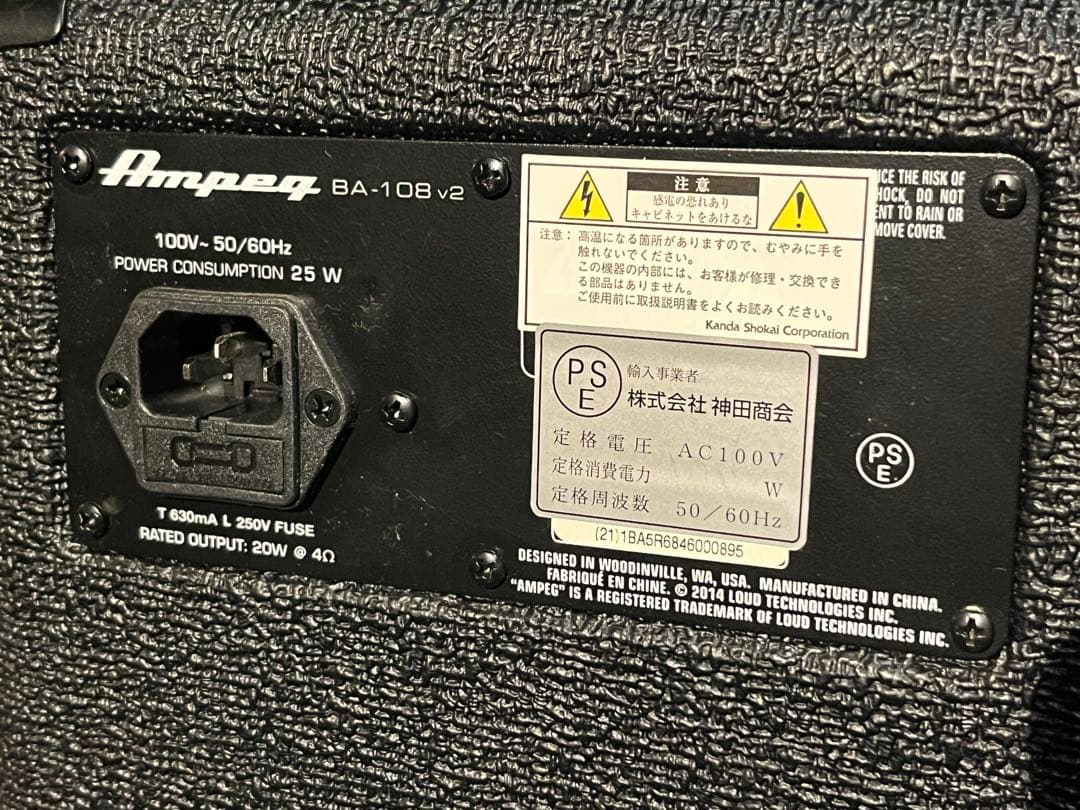 Ampeg BA-108 v2
100V~ 50/60Hz
POWER CONSUMPTION 25 W
T 630mA L 250V FUSE
RATED OUTPUT: 20W @ 4Ω
注意
感電の恐れあり
キャビネットをあけるな
注意：高温になる箇所がありますので、むやみに手を
触れないでください。
この機器の内部には、お客様が修理・交換でき
る部品はありません。
ご使用前に取扱説明書をよくお読みください。
Kanda Shokai Corporation
THE RISK OF
DO NOT
TO RAIN OR
COVER.
PS
E
輸入事業者
株式会社 神田商会
定格電圧 AC100V
定格消費電力 W
定格周波数 50/60Hz
PS
E
(21)1BA5R6846000895
DESIGNED IN WOODINVILLE, WA, USA. MANUFACTURED IN CHINA.
FABRIQUÉ EN CHINE. © 2014 LOUD TECHNOLOGIES INC.
"AMPEG" IS A REGISTERED TRADEMARK OF LOUD TECHNOLOGIES INC.